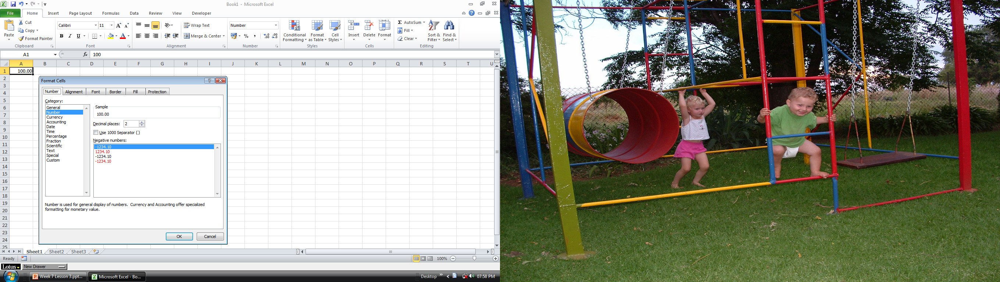 Book1 - Microsoft Excel
File Home Insert Page Layout Formulas Data Review View Developer
Paste
Cut
Copy
Format Painter
Clipboard
Calibri 11
B I U
Font
Wrap Text
Merge & Center
Alignment
Number
% ,
Number
Conditional Formatting
Format as Table
Cell Styles
Styles
Insert Delete Format
Cells
AutoSum
Fill
Clear
Sort & Filter
Find & Select
Editing
A1 fx 100
A B C D E F G H I J K L M N O P Q R S T U
1 100.00
2
3
4
5
6
7
8
9
10
11
12
13
14
15
16
17
18
19
20
21
22
23
24
25
Format Cells
Number Alignment Font Border Fill Protection
Category:
General
Number
Currency
Accounting
Date
Time
Percentage
Fraction
Scientific
Text
Special
Custom
Sample
100.00
Decimal places: 2
Use 1000 Separator ( )
Negative numbers:
-1234.10
1234.10
-1234.10
-1234.10
Number is used for general display of numbers. Currency and Accounting offer specialized
formatting for monetary value.
OK Cancel
Sheet1 Sheet2 Sheet3
Ready 100%
Lotus New Drawer
Week 7 Lesson 3.ppt... Microsoft Excel - Bo... Desktop 07:58 PM